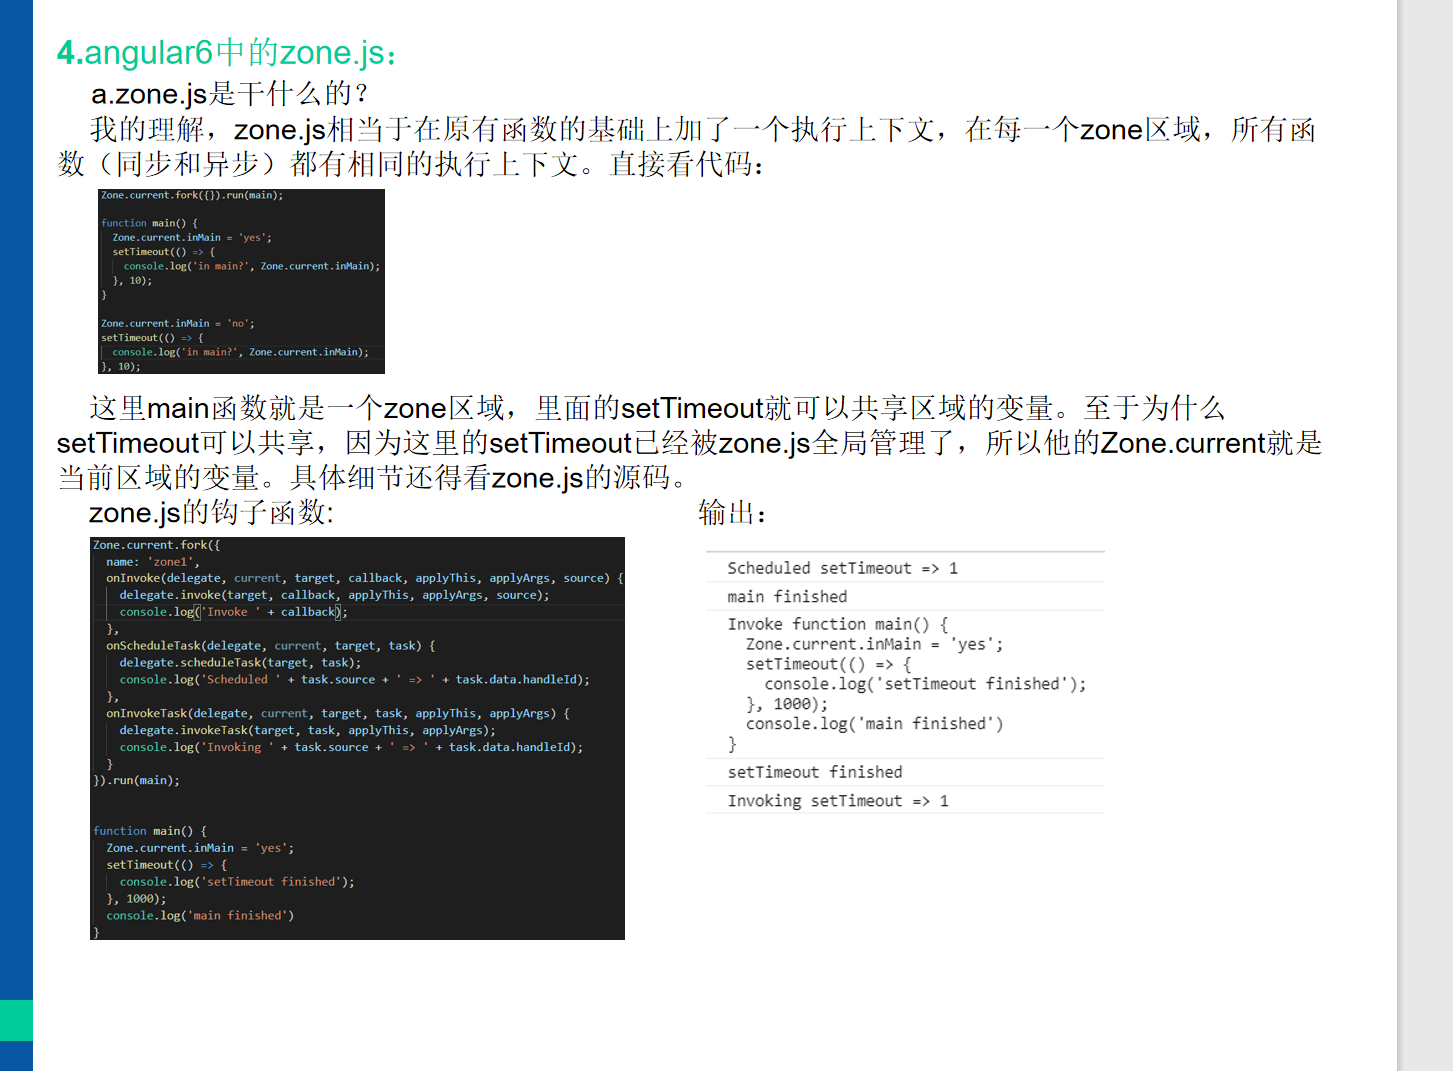 4.angular6中的zone.js：
a.zone.js是干什么的？
我的理解，zone.js相当于在原有函数的基础上加了一个执行上下文，在每一个zone区域，所有函
数（同步和异步）都有相同的执行上下文。直接看代码：
Zone.current.fork({}).run(main);
function main() {
Zone.current.inMain = 'yes';
setTimeout(() => {
console.log('in main?', Zone.current.inMain);
}, 10);
}
Zone.current.inMain = 'no';
setTimeout(() => {
console.log('in main?', Zone.current.inMain);
}, 10);
这里main函数就是一个zone区域，里面的setTimeout就可以共享区域的变量。至于为什么
setTimeout可以共享，因为这里的setTimeout已经被zone.js全局管理了，所以他的Zone.current就是
当前区域的变量。具体细节还得看zone.js的源码。
zone.js的钩子函数:
Zone.current.fork({
name: 'zone1',
onInvoke(delegate, current, target, callback, applyThis, applyArgs, source) {
delegate.invoke(target, callback, applyThis, applyArgs, source);
console.log('Invoke ' + callback);
},
onScheduleTask(delegate, current, target, task) {
delegate.scheduleTask(target, task);
console.log('Scheduled ' + task.source + ' => ' + task.data.handleId);
},
onInvokeTask(delegate, current, target, task, applyThis, applyArgs) {
delegate.invokeTask(target, task, applyThis, applyArgs);
console.log('Invoking ' + task.source + ' => ' + task.data.handleId);
}
}).run(main);
function main() {
Zone.current.inMain = 'yes';
setTimeout(() => {
console.log('setTimeout finished');
}, 1000);
console.log('main finished')
}
输出：
Scheduled setTimeout => 1
main finished
Invoke function main() {
Zone.current.inMain = 'yes';
setTimeout(() => {
console.log('setTimeout finished');
}, 1000);
console.log('main finished')
}
setTimeout finished
Invoking setTimeout => 1